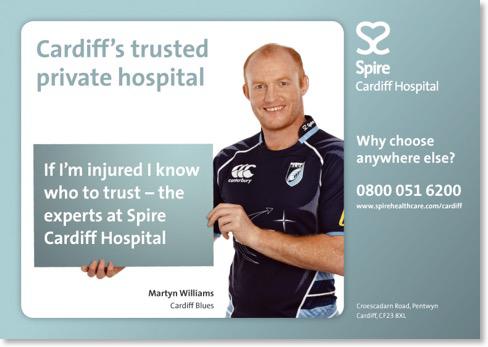 Cardiff's trusted
private hospital
If I'm injured I know
who to trust – the
experts at Spire
Cardiff Hospital
canterbury
Martyn Williams
Cardiff Blues
Spire
Cardiff Hospital
Why choose
anywhere else?
0800 051 6200
www.spirehealthcare.com/cardiff
Croescadarn Road, Pentwyn
Cardiff, CF23 8XL